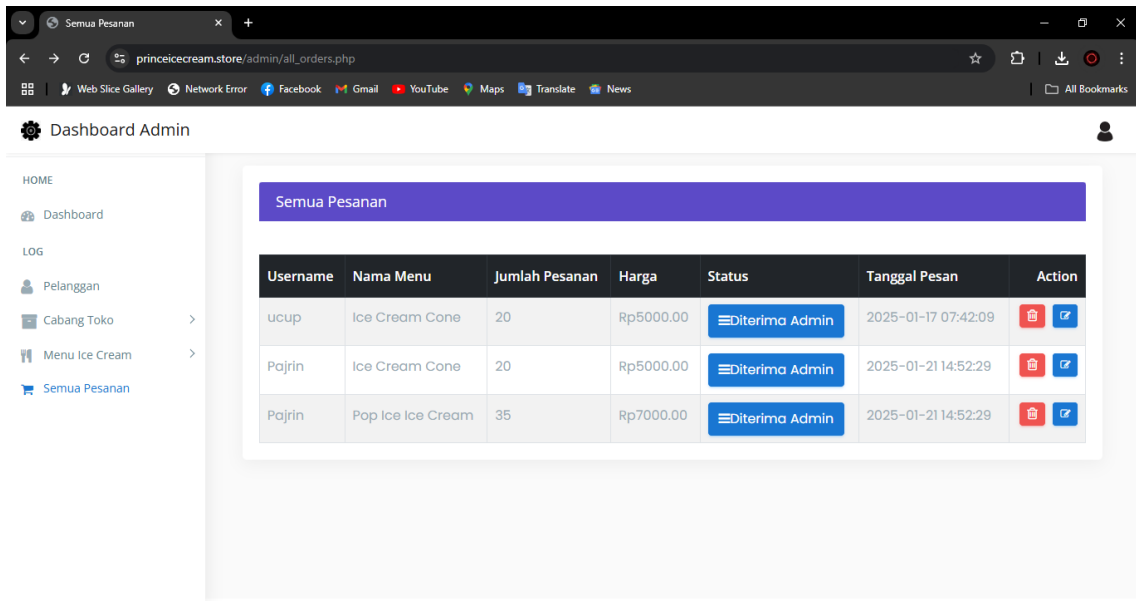 Semua Pesanan
princeicecream.store/admin/all_orders.php
Web Slice Gallery Network Error Facebook Gmail YouTube Maps Translate News All Bookmarks
Dashboard Admin
HOME
Dashboard
LOG
Pelanggan
Cabang Toko
Menu Ice Cream
Semua Pesanan
Semua Pesanan
Username Nama Menu Jumlah Pesanan Harga Status Tanggal Pesan Action
ucup Ice Cream Cone 20 Rp5000.00 Diterima Admin 2025-01-17 07:42:09
Pajrin Ice Cream Cone 20 Rp5000.00 Diterima Admin 2025-01-21 14:52:29
Pajrin Pop Ice Ice Cream 35 Rp7000.00 Diterima Admin 2025-01-21 14:52:29